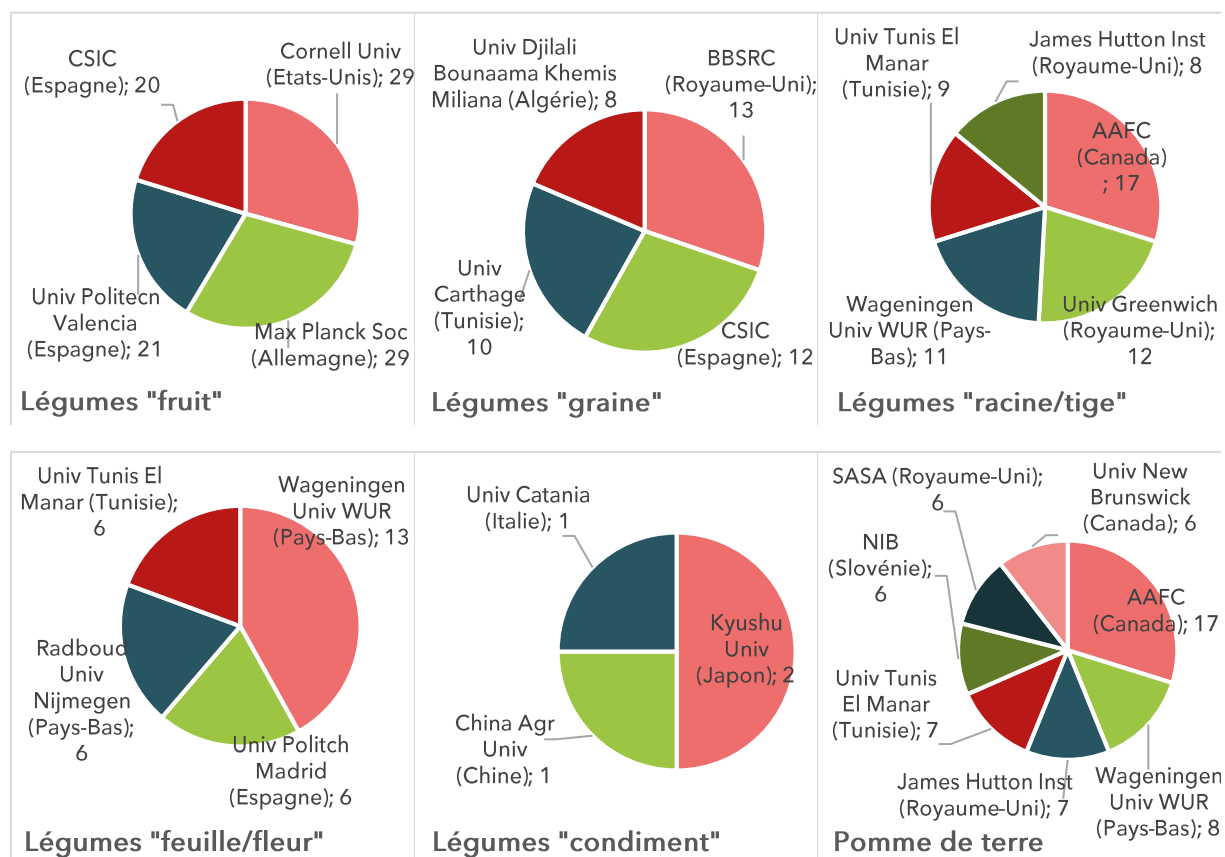 CSIC
(Espagne); 20
Cornell Univ
(Etats-Unis); 29
Univ Politecn
Valencia
(Espagne); 21
Max Planck Soc
(Allemagne); 29
Légumes "fruit"
Univ Djilali
Bounaama Khemis
Miliana (Algérie); 8
BBSRC
(Royaume-Uni);
13
Univ
Carthage
(Tunisie);
10
CSIC
(Espagne); 12
Légumes "graine"
Univ Tunis El
Manar
(Tunisie); 9
James Hutton Inst
(Royaume-Uni); 8
AAFC
(Canada)
; 17
Wageningen
Univ WUR (Pays-
Bas); 11
Univ Greenwich
(Royaume-Uni);
12
Légumes "racine/tige"
Univ Tunis El
Manar (Tunisie);
6
Wageningen
Univ WUR
(Pays-Bas); 13
Radboud
Univ
Nijmegen
(Pays-Bas);
6
Univ Politch
Madrid
(Espagne); 6
Légumes "feuille/fleur"
Univ Catania
(Italie); 1
Kyushu
Univ
(Japon); 2
China Agr
Univ
(Chine); 1
Légumes "condiment"
SASA (Royaume-Uni);
6
Univ New
Brunswick
(Canada); 6
NIB
(Slovénie);
6
AAFC
(Canada); 17
Univ Tunis
El Manar
(Tunisie); 7
James Hutton Inst
(Royaume-Uni); 7
Wageningen
Univ WUR
(Pays-Bas); 8
Pomme de terre